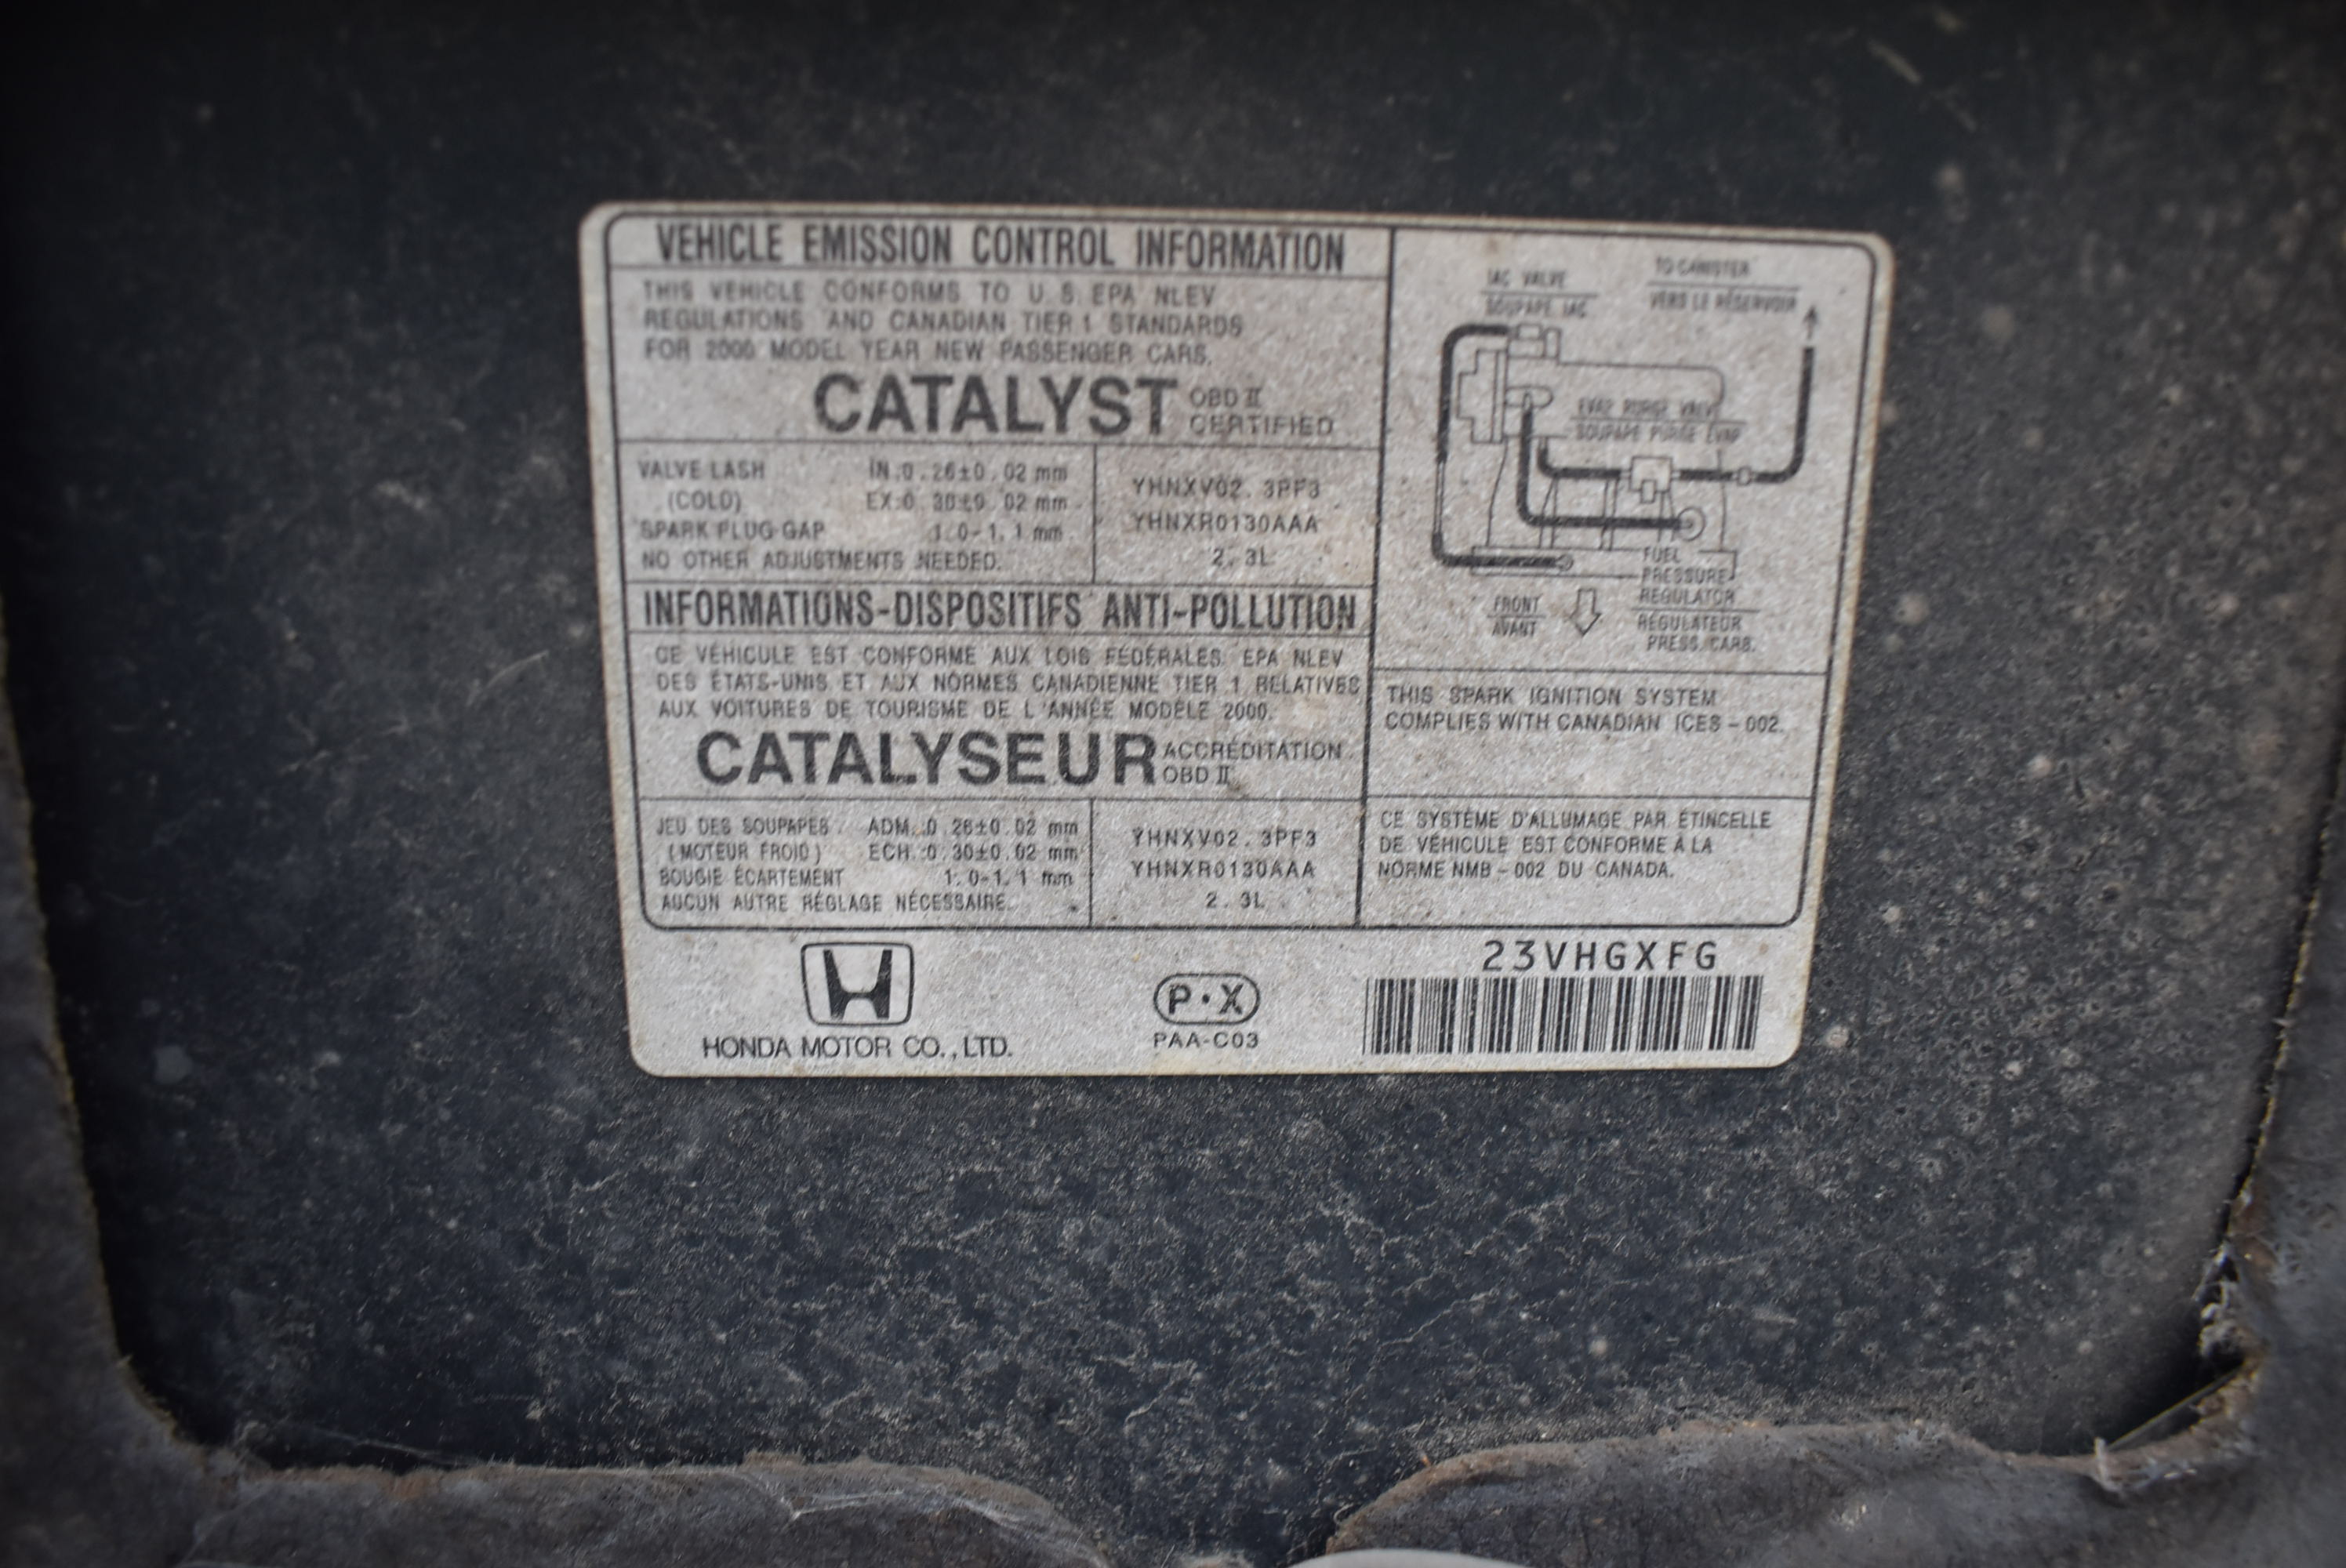 VEHICLE EMISSION CONTROL INFORMATION
THIS VEHICLE CONFORMS TO U.S. EPA NLEV
REGULATIONS AND CANADIAN TIER 1 STANDARDS
FOR 2000 MODEL YEAR NEW PASSENGER CARS.
CATALYST OBD II
CERTIFIED
VALVE LASH IN.:0.26±0.02 mm
(COLD) EX:0.30±0.02 mm
SPARK PLUG GAP 1.0-1.1 mm
NO OTHER ADJUSTMENTS NEEDED.
YHNXV02.3PF3
YHNXR0130AAA
2.3L
INFORMATIONS-DISPOSITIFS ANTI-POLLUTION
CE VÉHICULE EST CONFORME AUX LOIS FÉDÉRALES EPA NLEV
DES ÉTATS-UNIS ET AUX NORMES CANADIENNE TIER 1 RELATIVES
AUX VOITURES DE TOURISME DE L'ANNÉE MODÈLE 2000.
CATALYSEUR ACCRÉDITATION
OBD II
JEU DES SOUPAPES ADM.:0.26±0.02 mm
(MOTEUR FROID) ECH.:0.30±0.02 mm
BOUGIE ÉCARTEMENT 1.0-1.1 mm
AUCUN AUTRE RÉGLAGE NÉCESSAIRE.
YHNXV02.3PF3
YHNXR0130AAA
2.3L
IAC VALVE
SOUPAPE IAC
TO CANISTER
VERS LE RÉSERVOIR
EVAP PURGE VALVE
SOUPAPE PURGE EVAP
FUEL
PRESSURE
REGULATOR
RÉGULATEUR
PRESS. CARB.
FRONT
AVANT
THIS SPARK IGNITION SYSTEM
COMPLIES WITH CANADIAN ICES-002.
CE SYSTÈME D'ALLUMAGE PAR ÉTINCELLE
DE VÉHICULE EST CONFORME À LA
NORME NMB-002 DU CANADA.
HONDA MOTOR CO., LTD.
P·X
PAA-C03
23VHGXFG